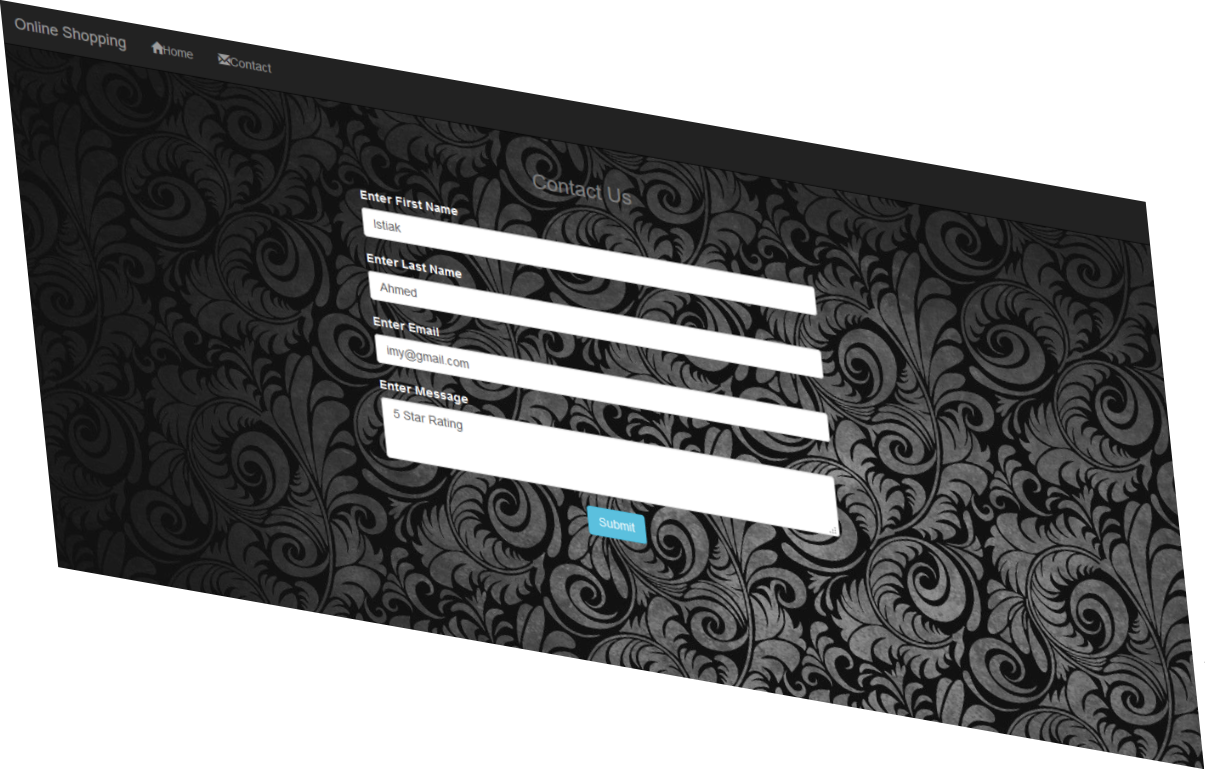 Online Shopping Home Contact
Contact Us
Enter First Name
Istiak
Enter Last Name
Ahmed
Enter Email
imy@gmail.com
Enter Message
5 Star Rating
Submit